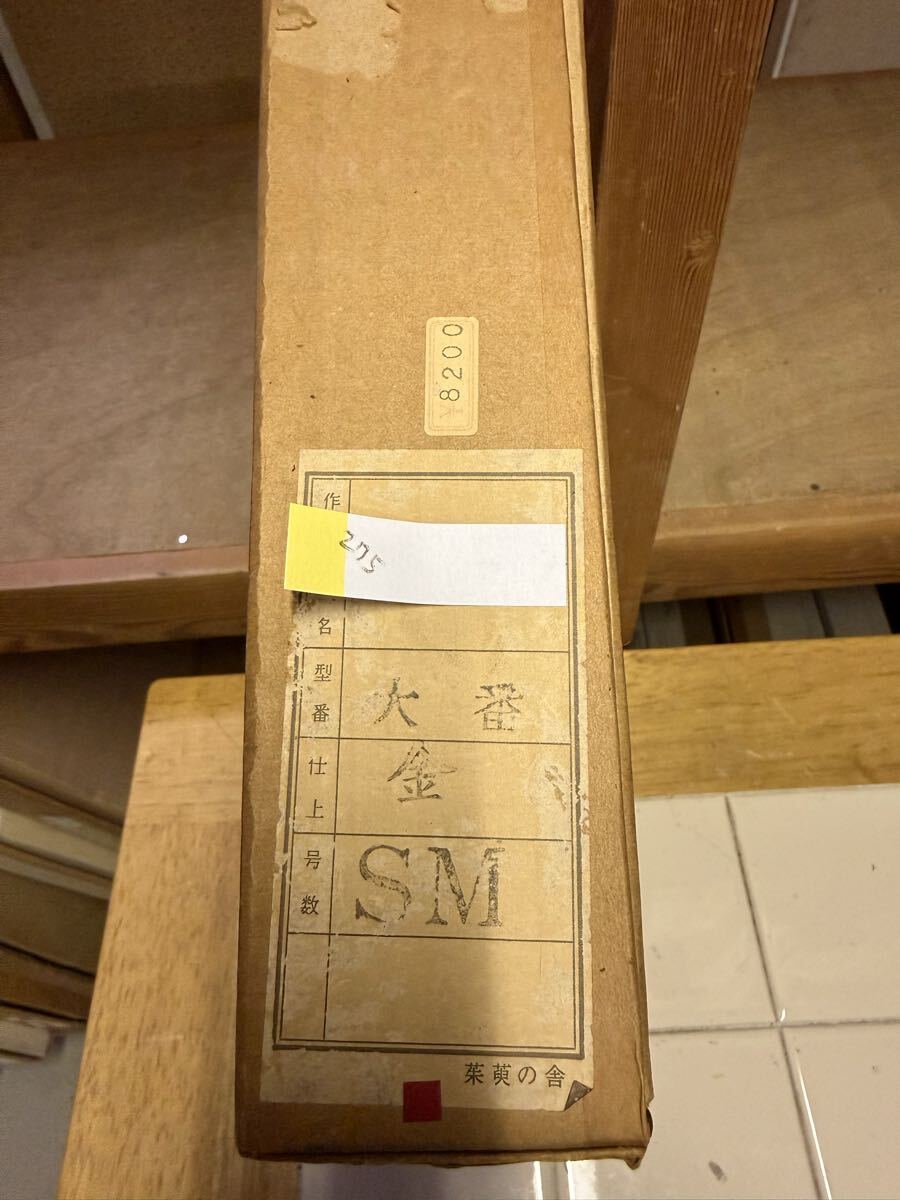 ¥8200
作
275
名
型番 大番
仕上 金
号数 SM
茱萸の舎